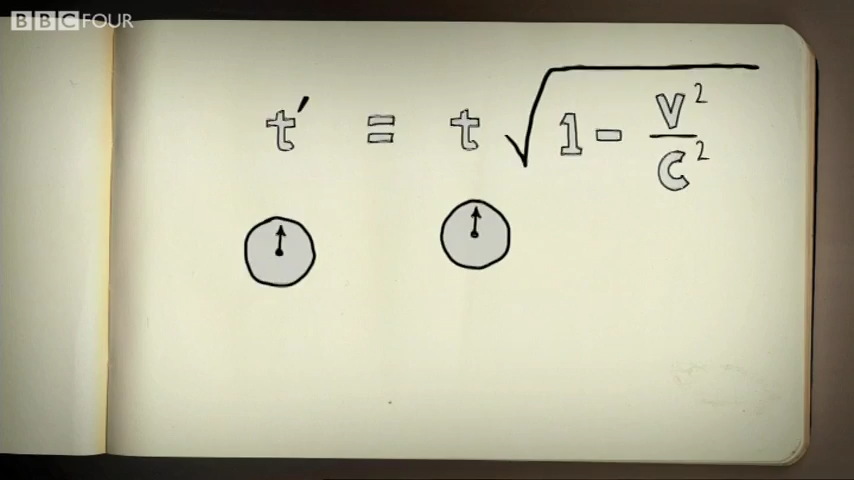 BBC FOUR
t′ = t √1 - v²/c²